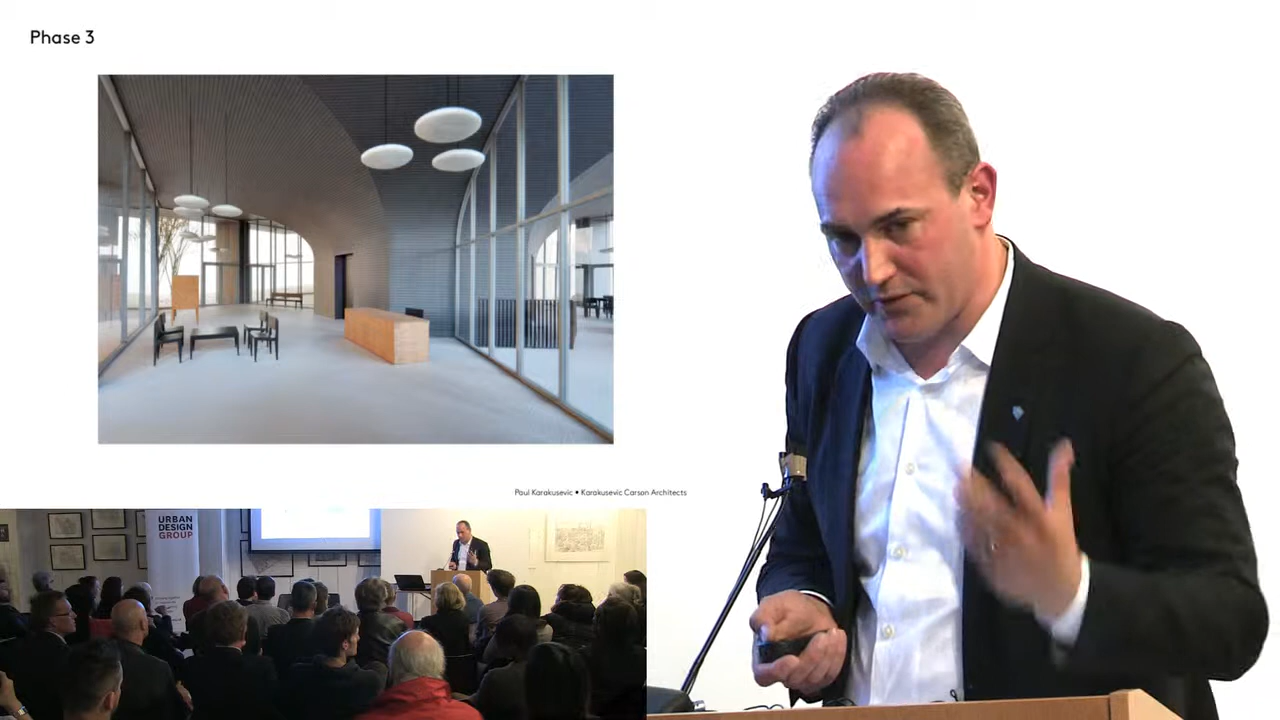 Phase 3
Paul Karakusevic • Karakusevic Carson Architects
URBAN
DESIGN
GROUP